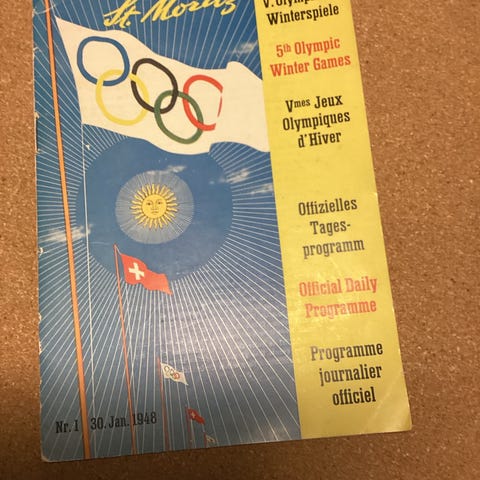 St. Moritz
V. Olympische
Winterspiele
5th Olympic
Winter Games
Vmes Jeux
Olympiques
d'Hiver
Offizielles
Tages-
programm
Official Daily
Programme
Programme
journalier
officiel
Nr. 1 30. Jan. 1948